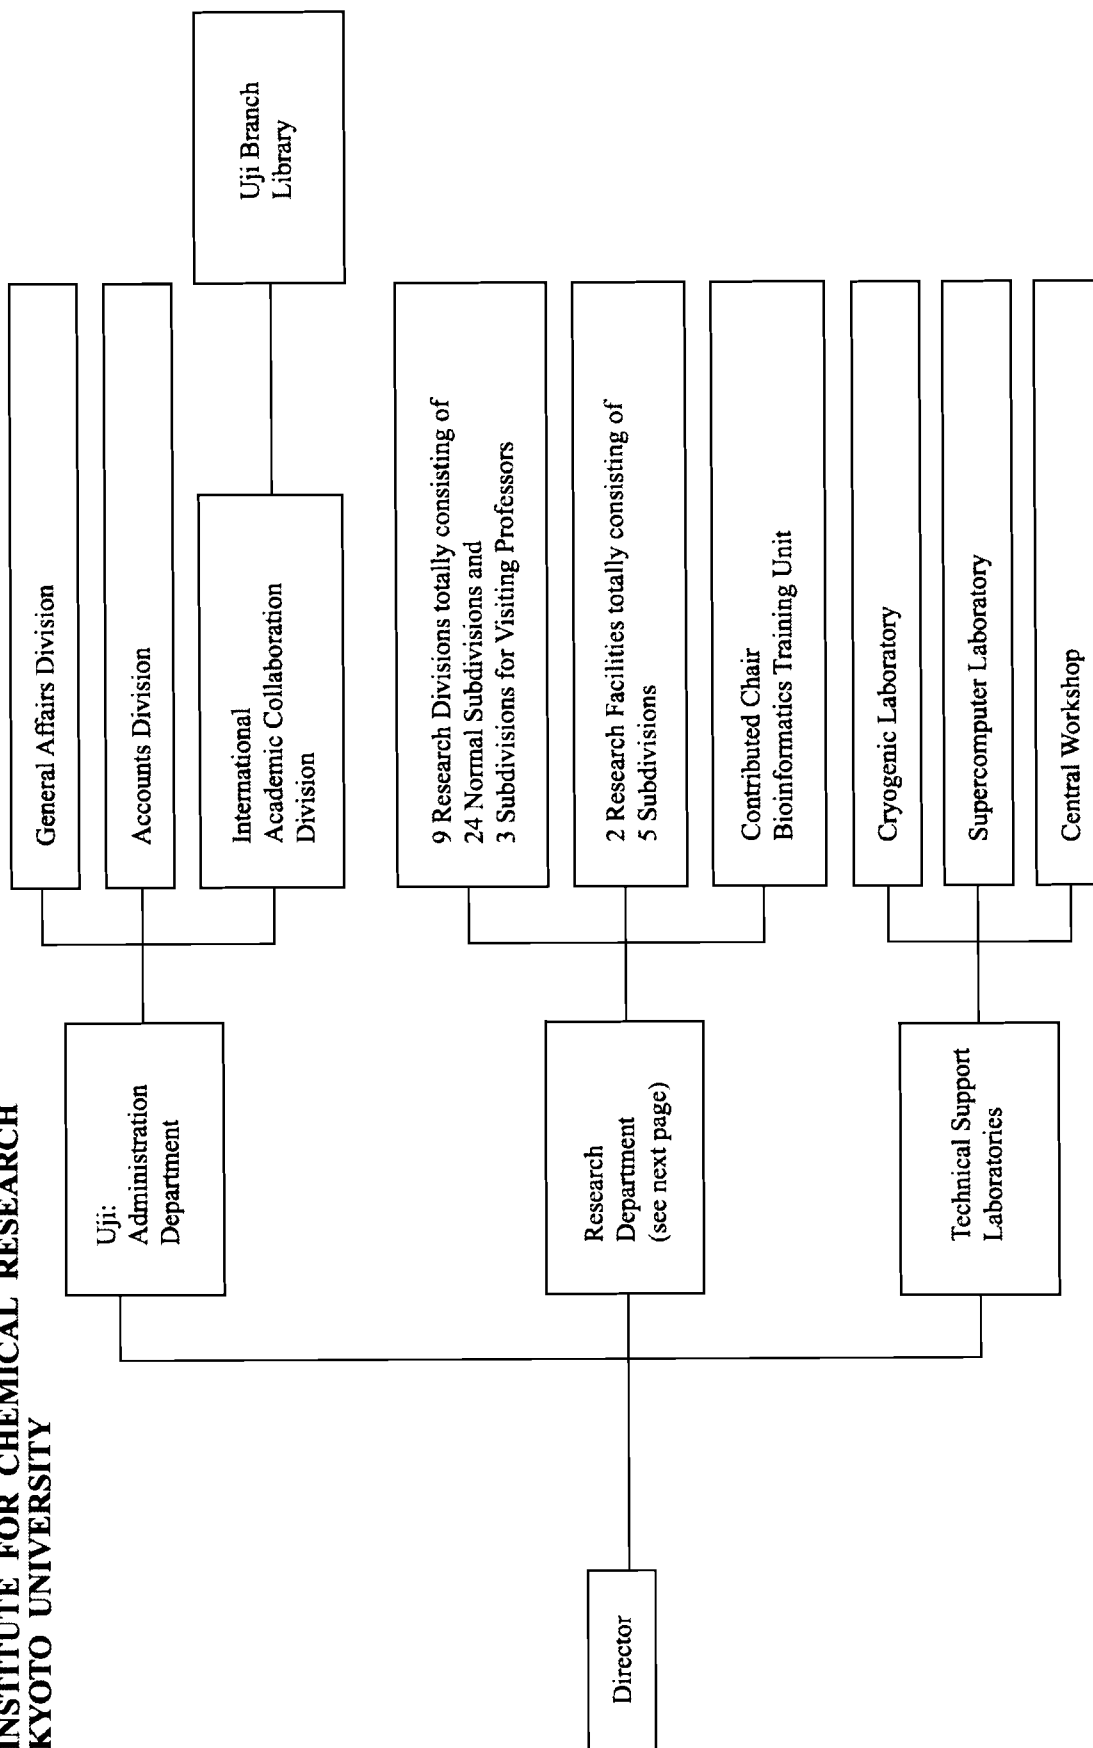 INSTITUTE FOR CHEMICAL RESEARCH
KYOTO UNIVERSITY
Director
Uji:
Administration
Department
General Affairs Division
Accounts Division
International
Academic Collaboration
Division
Uji Branch
Library
Research
Department
(see next page)
9 Research Divisions totally consisting of
24 Normal Subdivisions and
3 Subdivisions for Visiting Professors
2 Research Facilities totally consisting of
5 Subdivisions
Contributed Chair
Bioinformatics Training Unit
Technical Support
Laboratories
Cryogenic Laboratory
Supercomputer Laboratory
Central Workshop